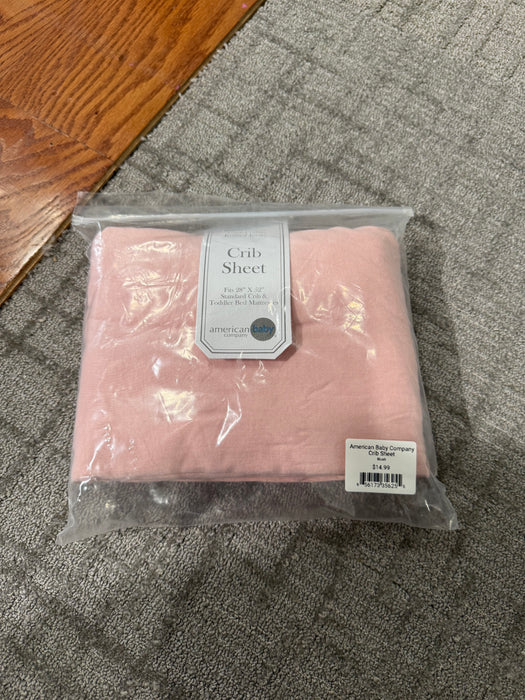 Crib
Sheet
Fits 28" X 52"
Standard Crib &
Toddler Bed Mattresses
american baby
company
American Baby Company
Crib Sheet
Blush
$14.99